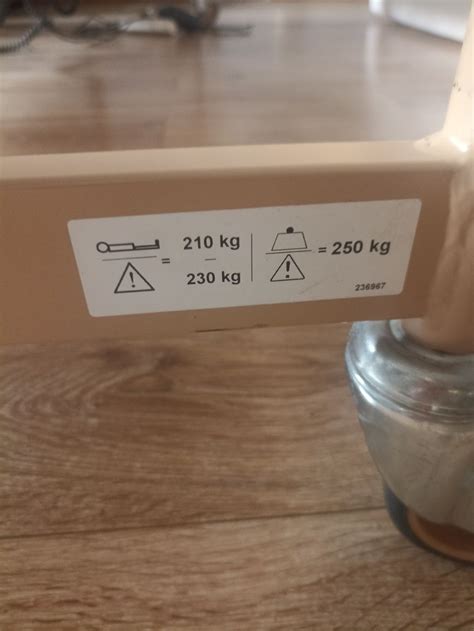 = 210 kg
–
230 kg
= 250 kg
236967